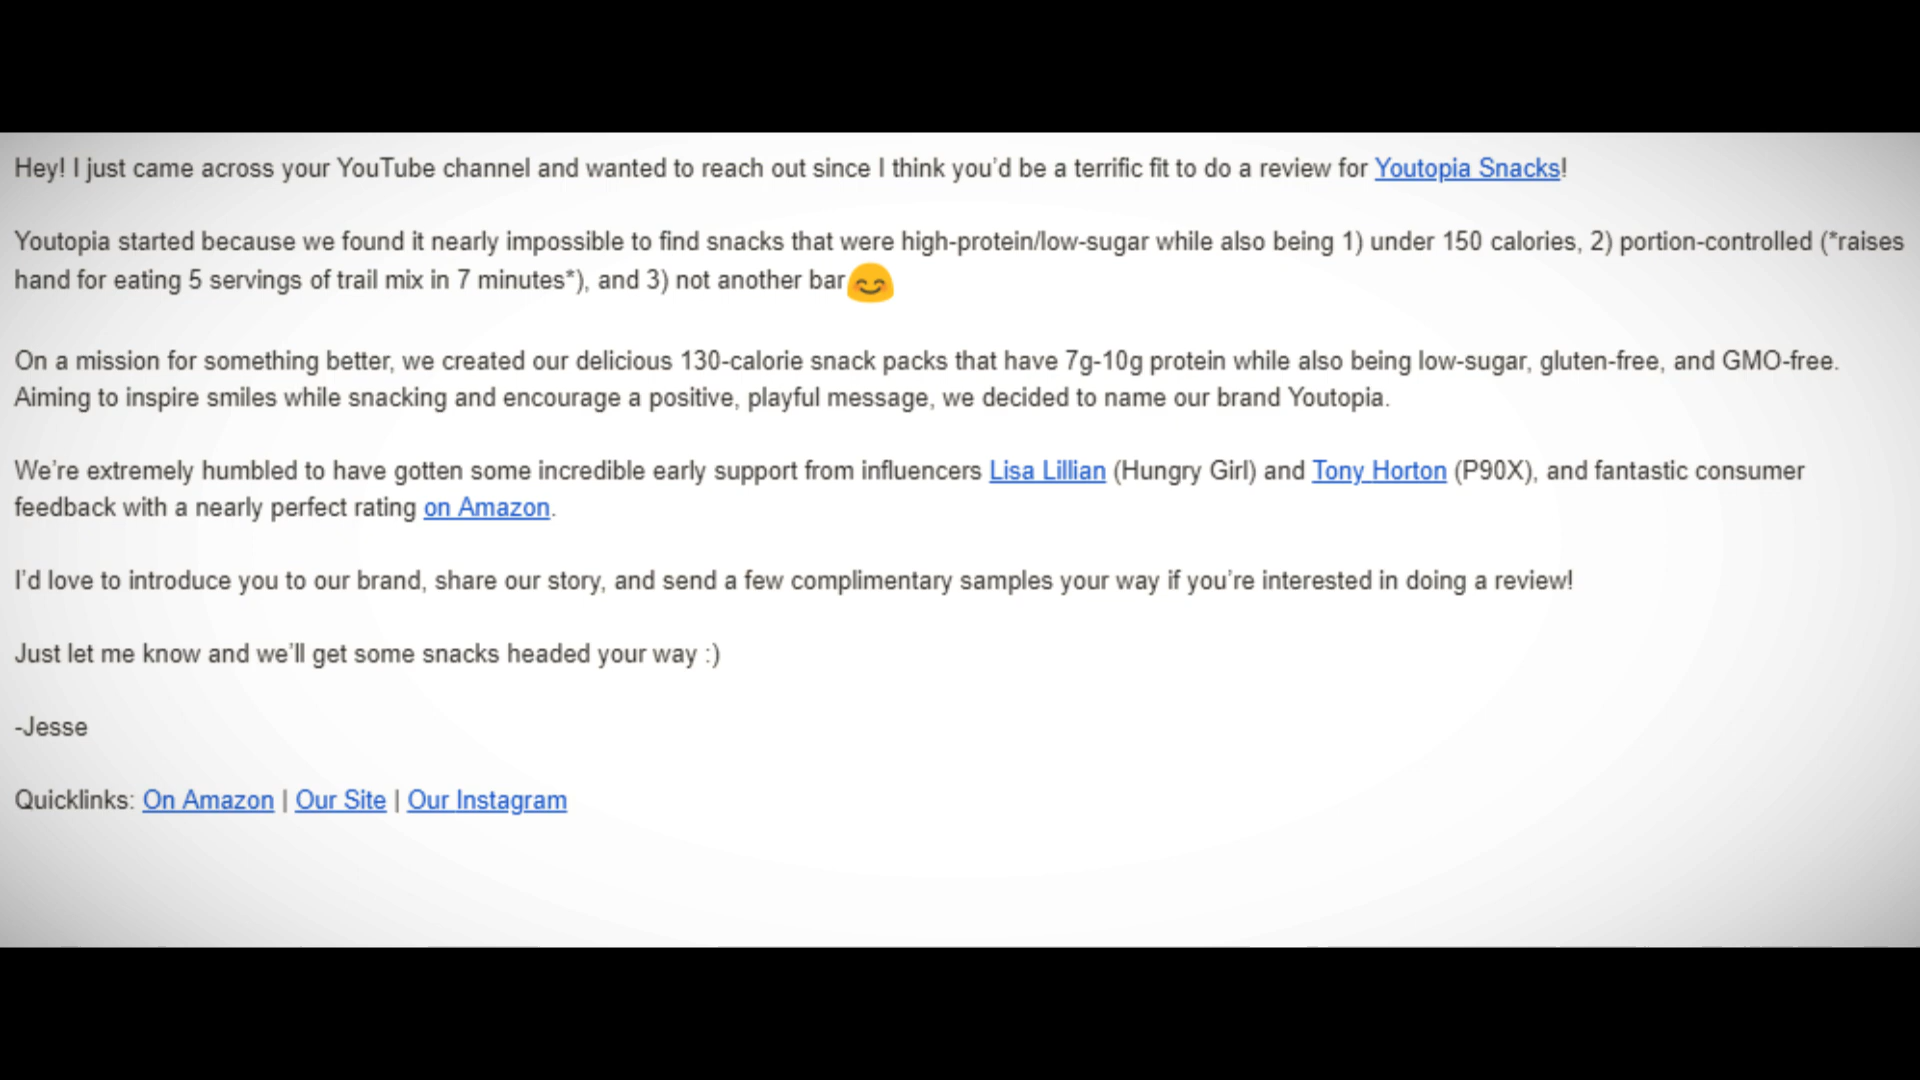 Hey! I just came across your YouTube channel and wanted to reach out since I think you’d be a terrific fit to do a review for Youtopia Snacks!
Youtopia started because we found it nearly impossible to find snacks that were high-protein/low-sugar while also being 1) under 150 calories, 2) portion-controlled (*raises
hand for eating 5 servings of trail mix in 7 minutes*), and 3) not another bar😊
On a mission for something better, we created our delicious 130-calorie snack packs that have 7g-10g protein while also being low-sugar, gluten-free, and GMO-free.
Aiming to inspire smiles while snacking and encourage a positive, playful message, we decided to name our brand Youtopia.
We’re extremely humbled to have gotten some incredible early support from influencers Lisa Lillian (Hungry Girl) and Tony Horton (P90X), and fantastic consumer
feedback with a nearly perfect rating on Amazon.
I’d love to introduce you to our brand, share our story, and send a few complimentary samples your way if you’re interested in doing a review!
Just let me know and we’ll get some snacks headed your way :)
-Jesse
Quicklinks: On Amazon | Our Site | Our Instagram